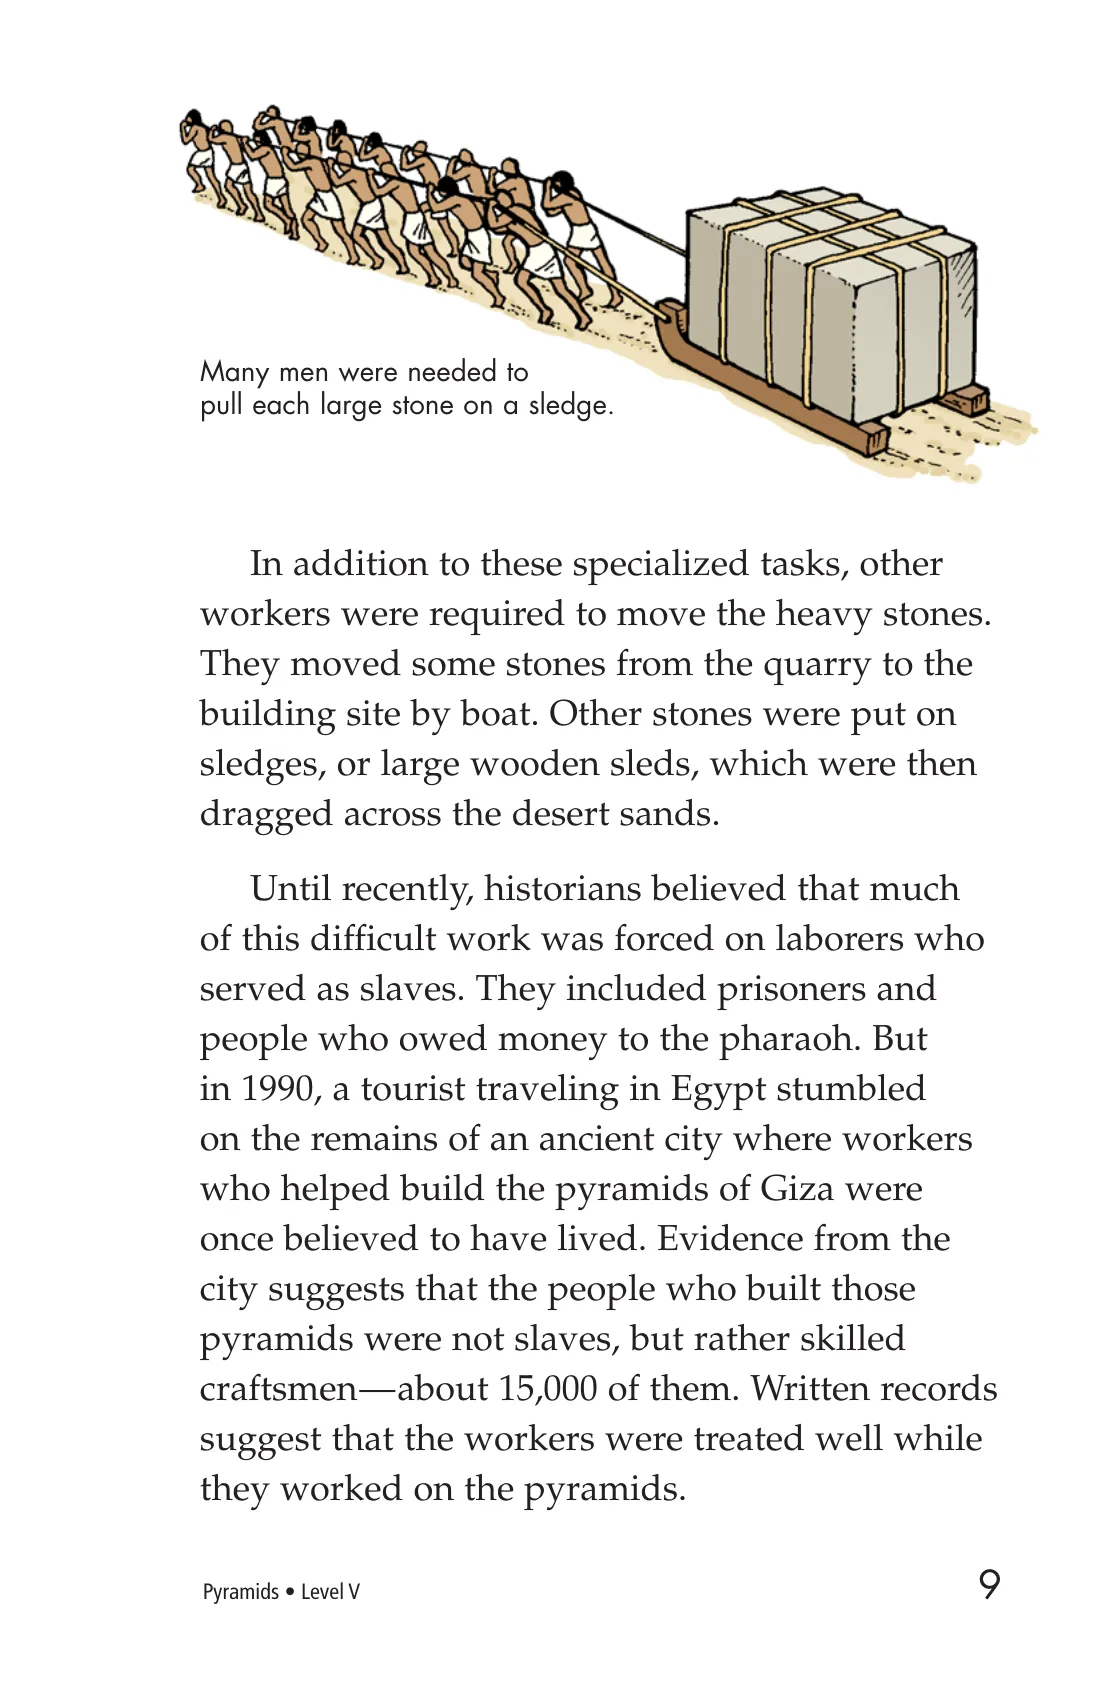 Many men were needed to
pull each large stone on a sledge.
In addition to these specialized tasks, other
workers were required to move the heavy stones.
They moved some stones from the quarry to the
building site by boat. Other stones were put on
sledges, or large wooden sleds, which were then
dragged across the desert sands.
Until recently, historians believed that much
of this difficult work was forced on laborers who
served as slaves. They included prisoners and
people who owed money to the pharaoh. But
in 1990, a tourist traveling in Egypt stumbled
on the remains of an ancient city where workers
who helped build the pyramids of Giza were
once believed to have lived. Evidence from the
city suggests that the people who built those
pyramids were not slaves, but rather skilled
craftsmen—about 15,000 of them. Written records
suggest that the workers were treated well while
they worked on the pyramids.
Pyramids • Level V 9